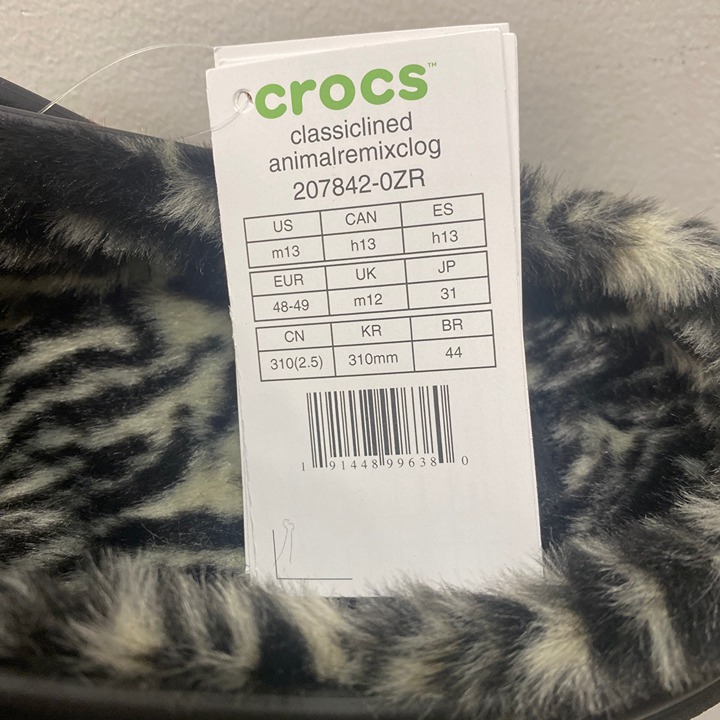 crocs™
classiclined
animalremixclog
207842-0ZR
US CAN ES
m13 h13 h13
EUR UK JP
48-49 m12 31
CN KR BR
310(2.5) 310mm 44
1 91448 99638 0